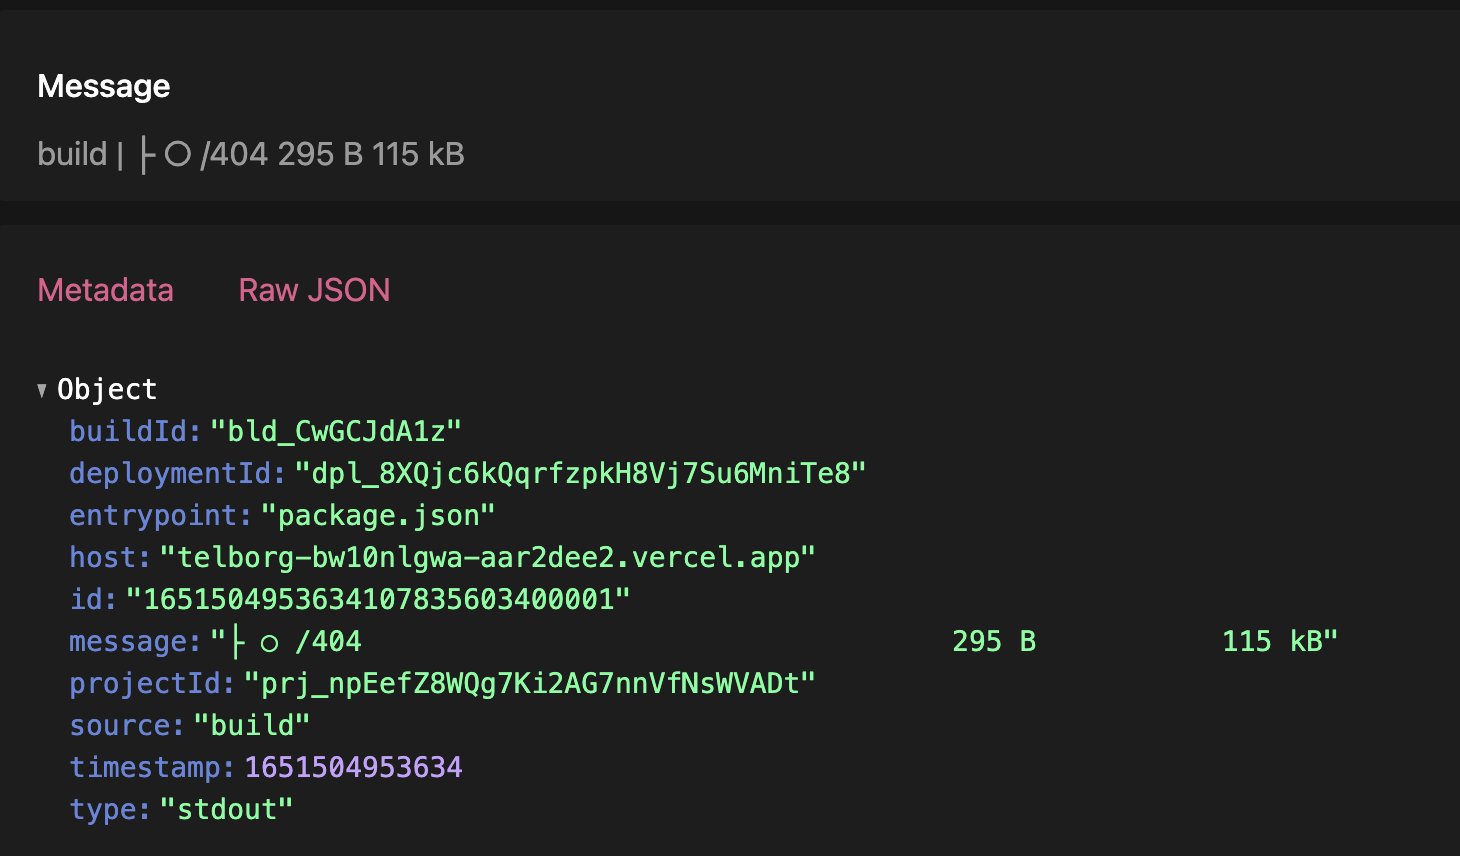 Message
build | ├ ○ /404 295 B 115 kB
Metadata Raw JSON
▼ Object
buildId: "bld_CwGCJdA1z"
deploymentId: "dpl_8XQjc6kQqrfzpkH8Vj7Su6MniTe8"
entrypoint: "package.json"
host: "telborg-bw10nlgwa-aar2dee2.vercel.app"
id: "1651504953634107835603400001"
message: "├ ○ /404 295 B 115 kB"
projectId: "prj_npEefZ8WQg7Ki2AG7nnVfNsWVADt"
source: "build"
timestamp: 1651504953634
type: "stdout"